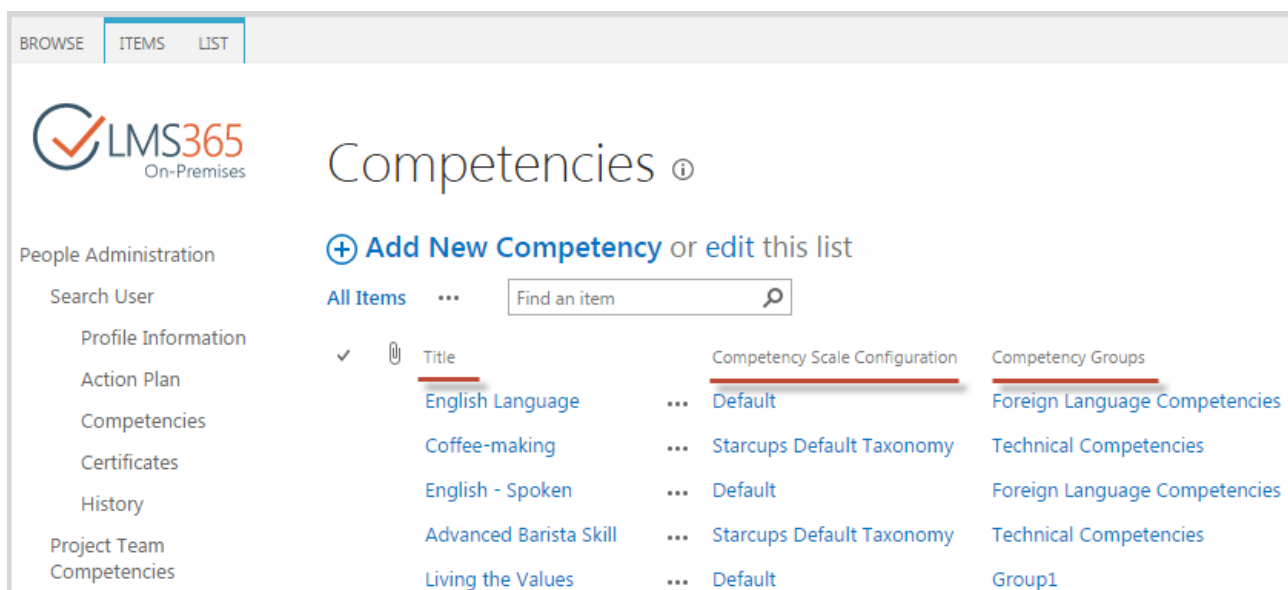 BROWSE ITEMS LIST
LMS365
On-Premises
Competencies
Add New Competency or edit this list
All Items ... Find an item
People Administration
Search User
Profile Information
Action Plan
Competencies
Certificates
History
Project Team
Competencies
Title Competency Scale Configuration Competency Groups
English Language ... Default Foreign Language Competencies
Coffee-making ... Starcups Default Taxonomy Technical Competencies
English - Spoken ... Default Foreign Language Competencies
Advanced Barista Skill ... Starcups Default Taxonomy Technical Competencies
Living the Values ... Default Group1